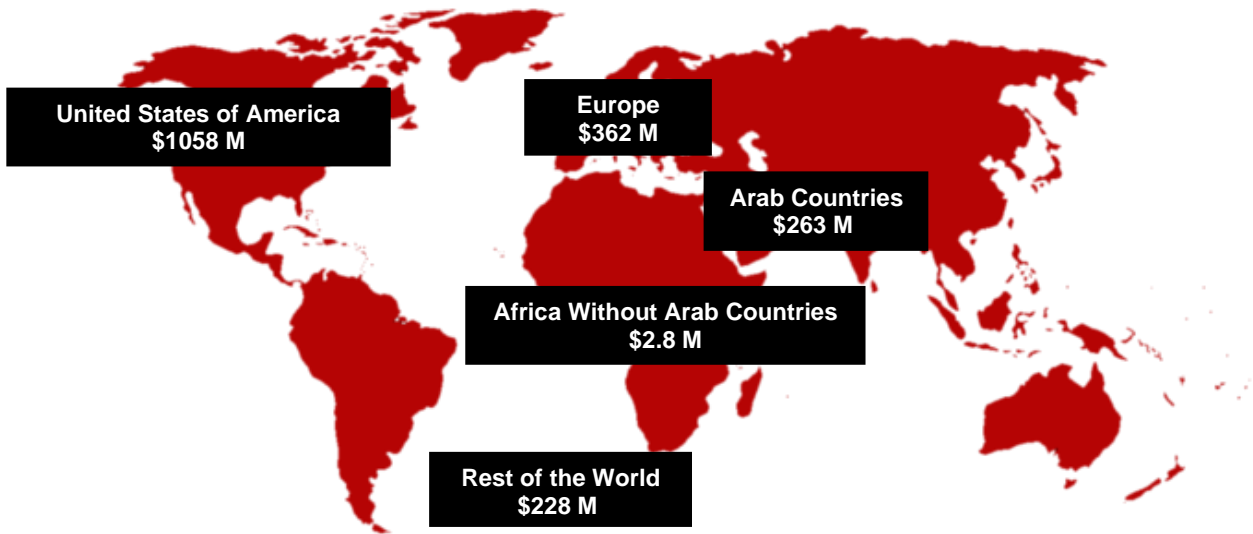 United States of America
$1058 M
Europe
$362 M
Arab Countries
$263 M
Africa Without Arab Countries
$2.8 M
Rest of the World
$228 M